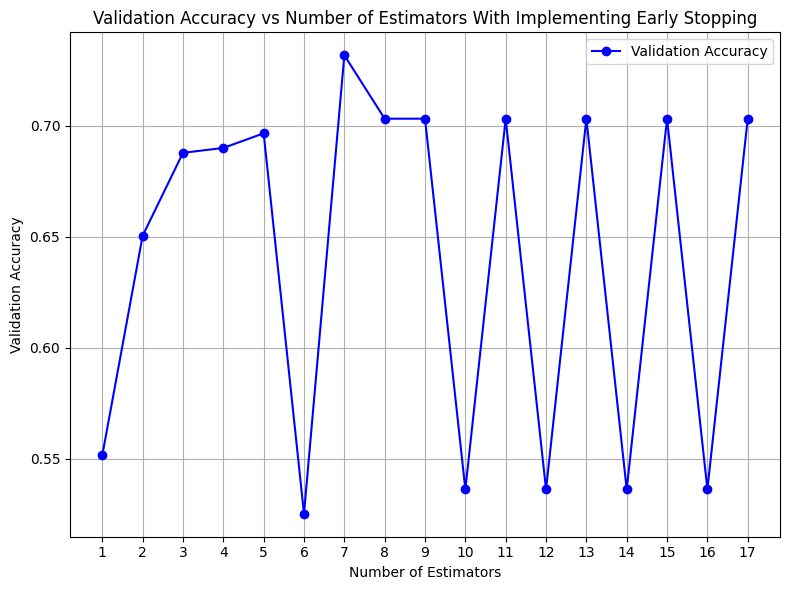 Validation Accuracy vs Number of Estimators With Implementing Early Stopping
Validation Accuracy
Validation Accuracy
0.70
0.65
0.60
0.55
1 2 3 4 5 6 7 8 9 10 11 12 13 14 15 16 17
Number of Estimators